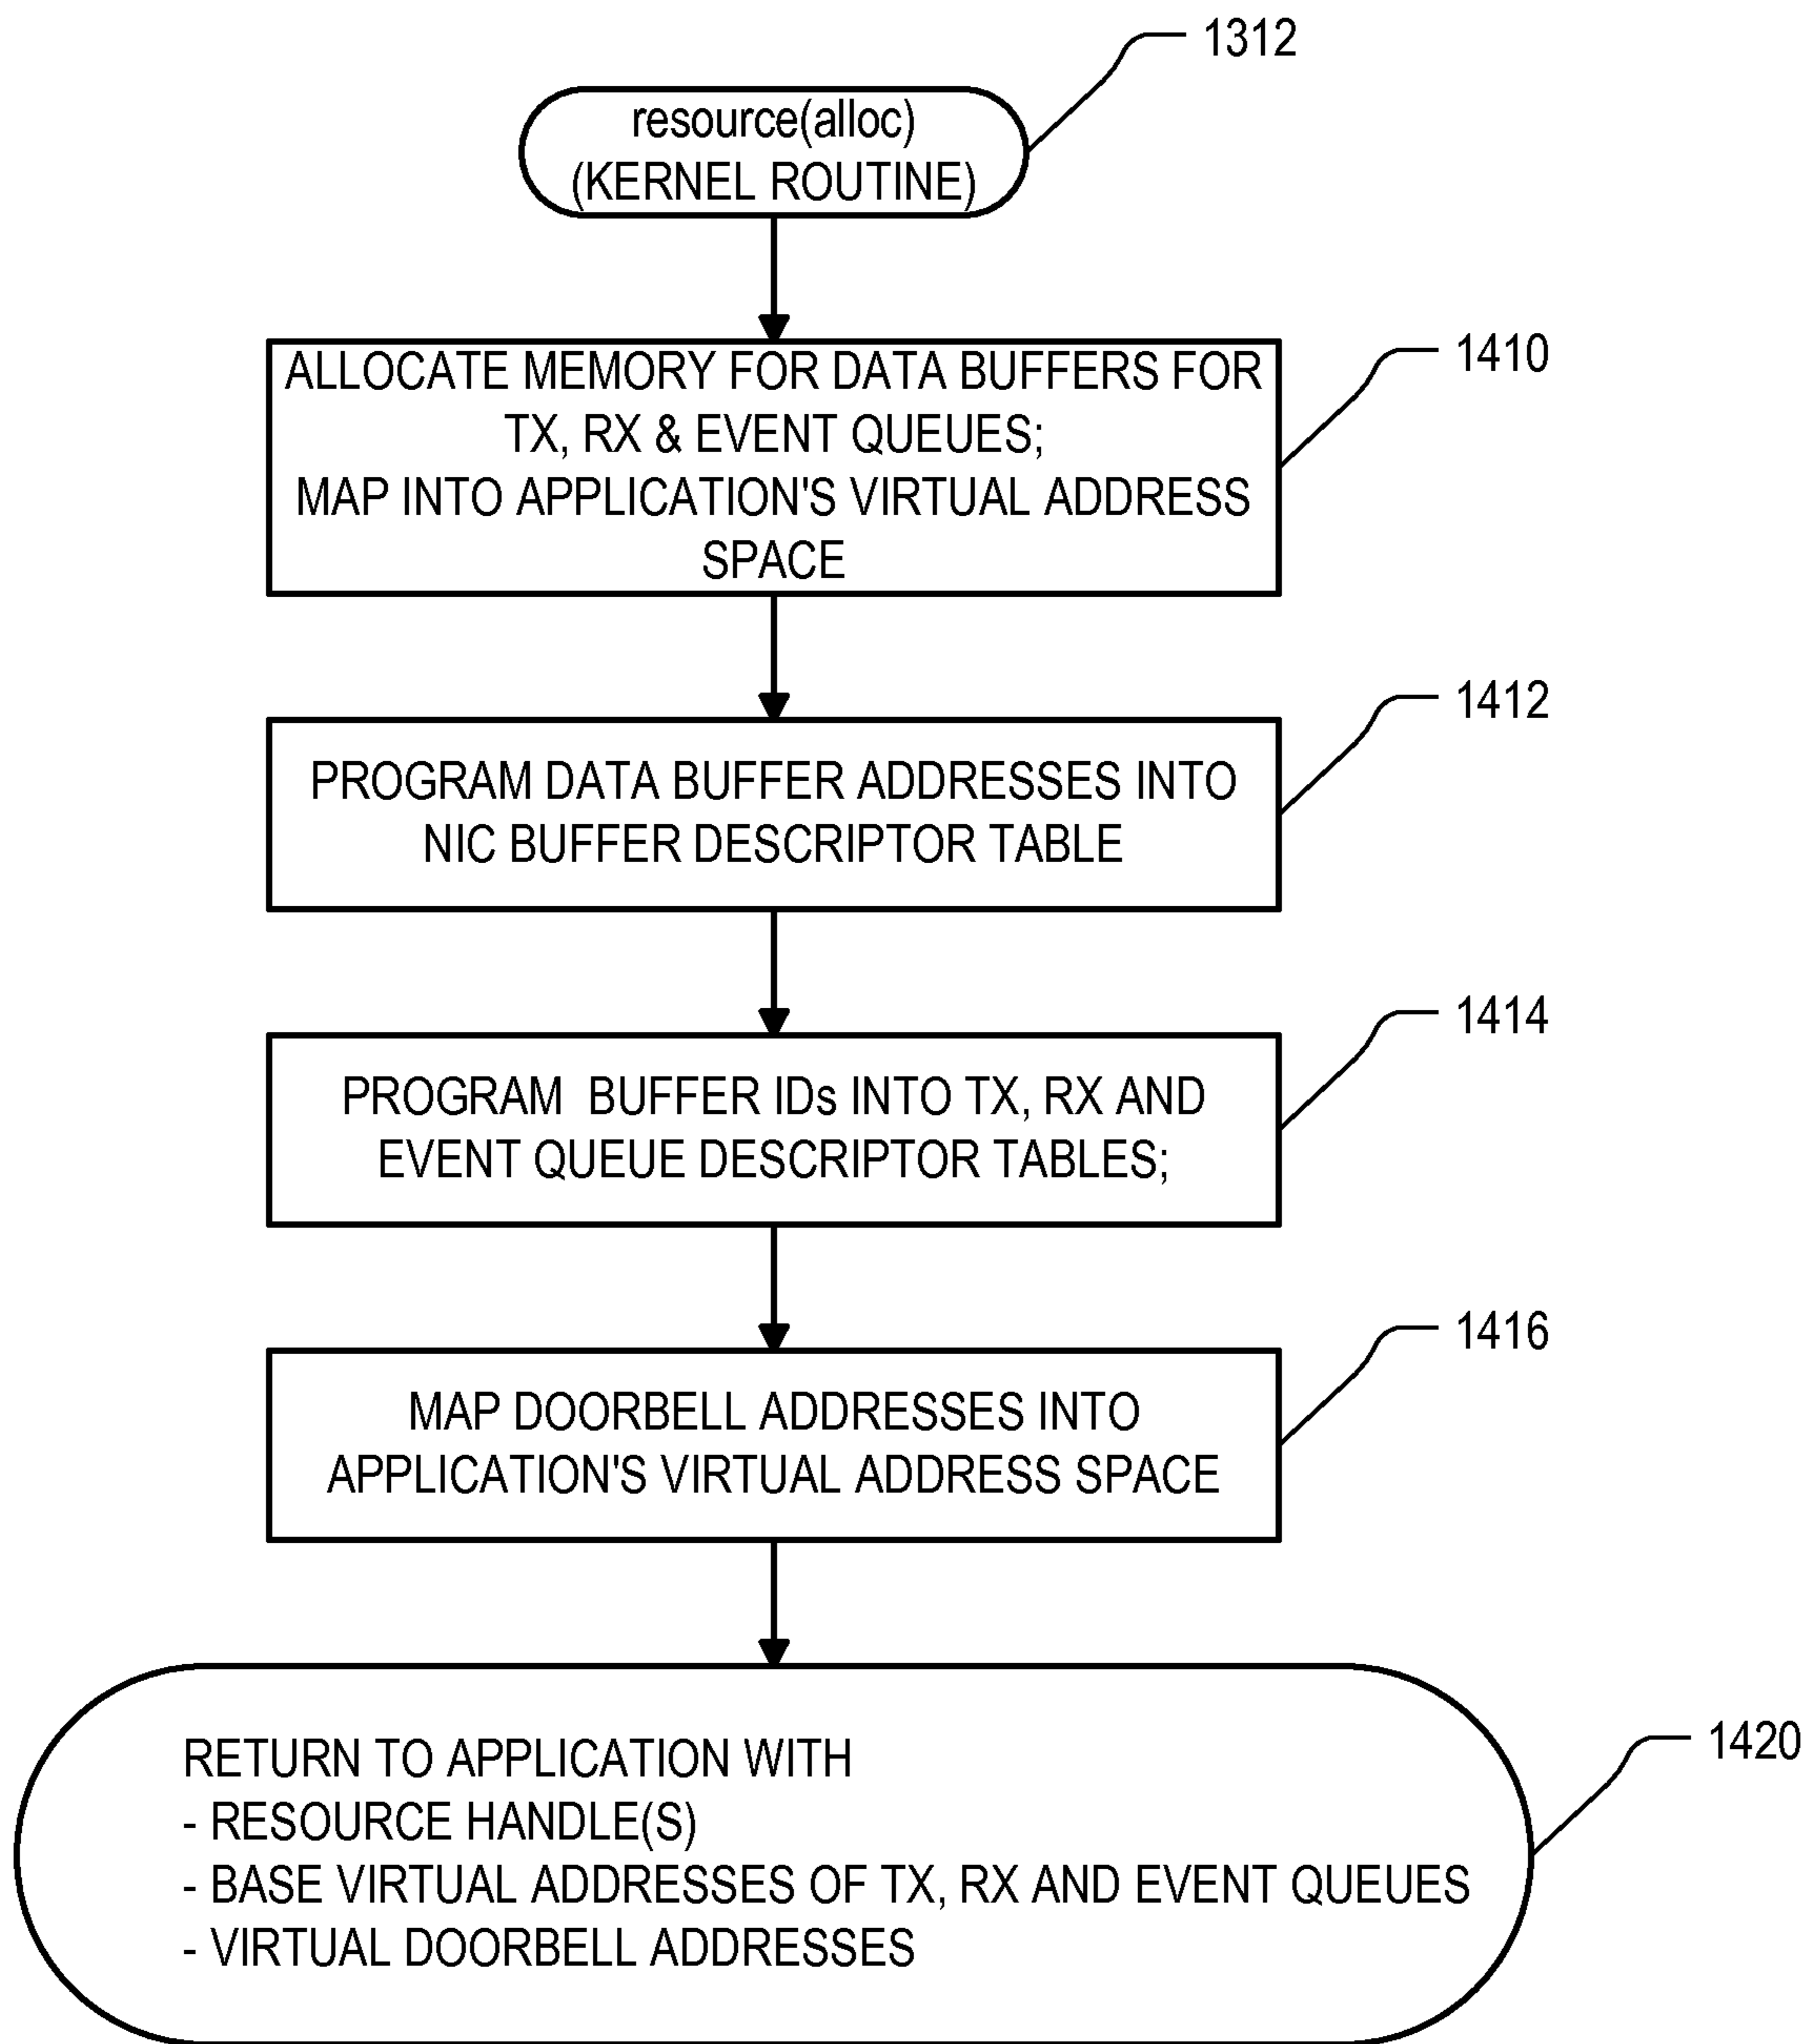 1312
resource(alloc)
(KERNEL ROUTINE)
1410
ALLOCATE MEMORY FOR DATA BUFFERS FOR
TX, RX & EVENT QUEUES;
MAP INTO APPLICATION'S VIRTUAL ADDRESS
SPACE
1412
PROGRAM DATA BUFFER ADDRESSES INTO
NIC BUFFER DESCRIPTOR TABLE
1414
PROGRAM BUFFER IDs INTO TX, RX AND
EVENT QUEUE DESCRIPTOR TABLES;
1416
MAP DOORBELL ADDRESSES INTO
APPLICATION'S VIRTUAL ADDRESS SPACE
1420
RETURN TO APPLICATION WITH
- RESOURCE HANDLE(S)
- BASE VIRTUAL ADDRESSES OF TX, RX AND EVENT QUEUES
- VIRTUAL DOORBELL ADDRESSES